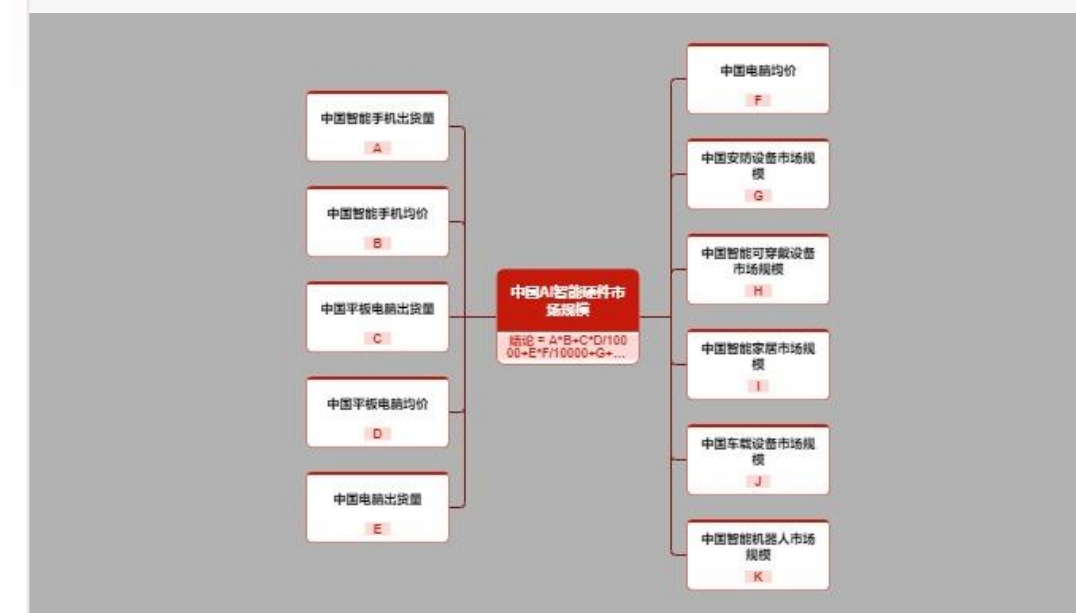 中国智能手机出货量
A
中国智能手机均价
B
中国平板电脑出货量
C
中国平板电脑均价
D
中国电脑出货量
E
中国AI智能硬件市
场规模
结论 = A*B+C*D/100
00+E*F/10000+G+...
中国电脑均价
F
中国安防设备市场规
模
G
中国智能可穿戴设备
市场规模
H
中国智能家居市场规
模
I
中国车载设备市场规
模
J
中国智能机器人市场
规模
K